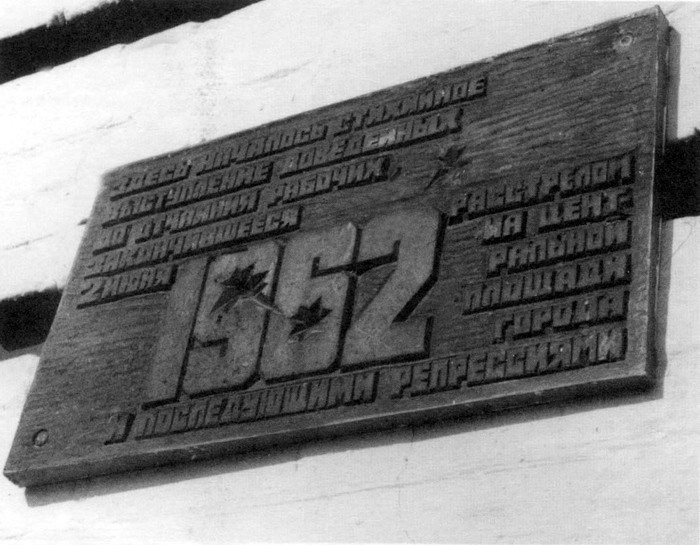 ЗДЕСЬ НАЧАЛОСЬ СТИХИЙНОЕ
ВЫСТУПЛЕНИЕ ДОВЕДЕННЫХ
ДО ОТЧАЯНИЯ РАБОЧИХ,
ЗАКОНЧИВШЕЕСЯ
2 ИЮНЯ
1962
РАССТРЕЛОМ
НА ЦЕНТ-
РАЛЬНОЙ
ПЛОЩАДИ
ГОРОДА
И ПОСЛЕДУЮЩИМИ РЕПРЕССИЯМИ